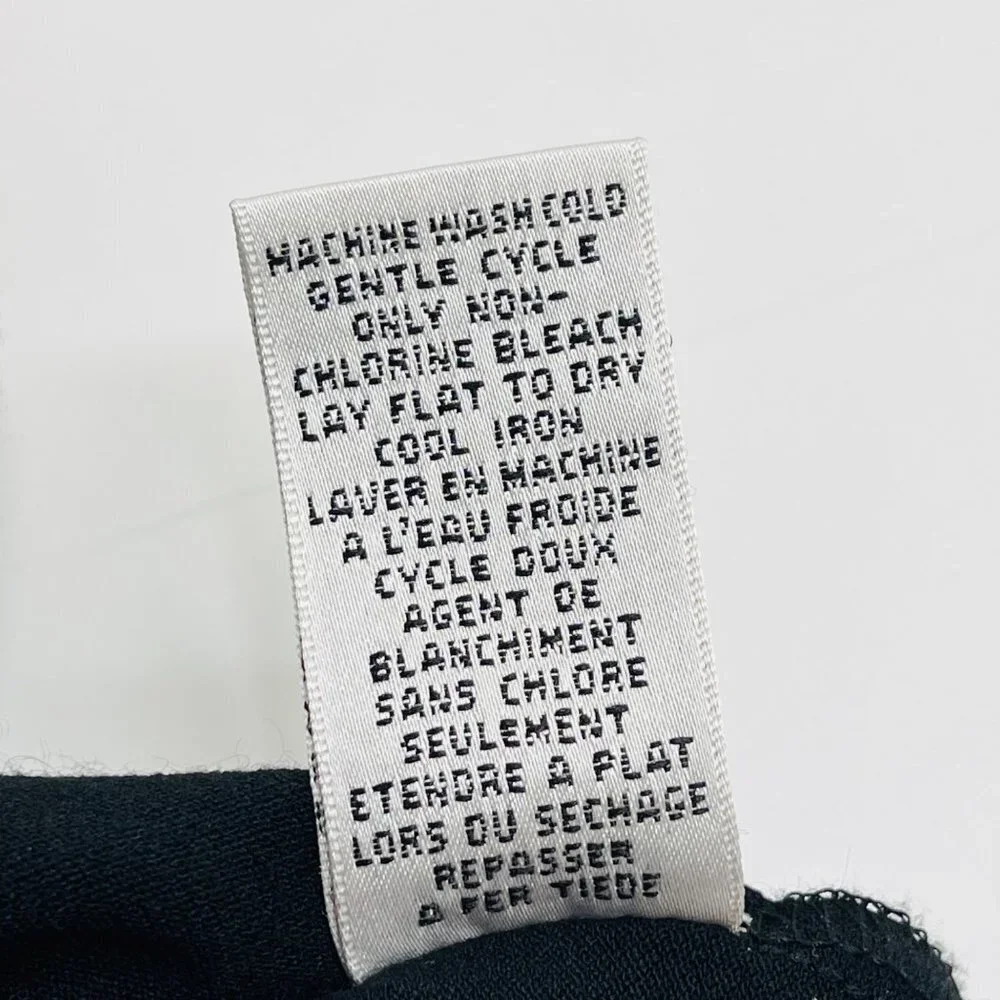 MACHINE WASH COLD
GENTLE CYCLE
ONLY NON-
CHLORINE BLEACH
LAY FLAT TO DRY
COOL IRON
LAVER EN MACHINE
A L'EAU FROIDE
CYCLE DOUX
AGENT DE
BLANCHIMENT
SANS CHLORE
SEULEMENT
ETENDRE A PLAT
LORS DU SECHAGE
REPASSER
A FER TIEDE